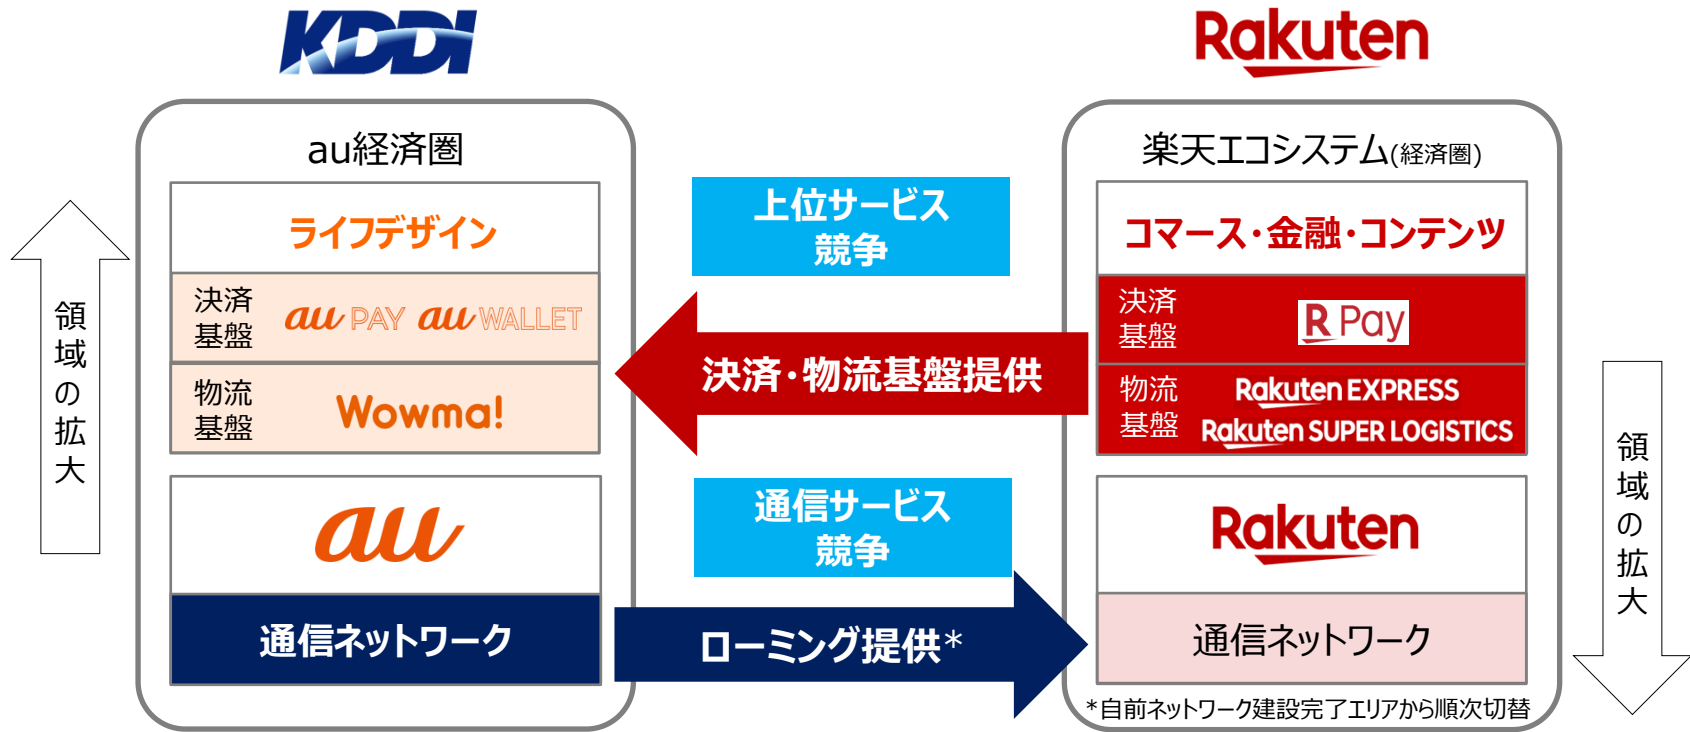 KDDI
Rakuten
au経済圏
ライフデザイン
決済
基盤
au PAY au WALLET
物流
基盤
Wowma!
au
通信ネットワーク
領域の拡大
上位サービス
競争
決済・物流基盤提供
通信サービス
競争
ローミング提供*
楽天エコシステム(経済圏)
コマース・金融・コンテンツ
決済
基盤
R Pay
物流
基盤
Rakuten EXPRESS
Rakuten SUPER LOGISTICS
Rakuten
通信ネットワーク
*自前ネットワーク建設完了エリアから順次切替
領域の拡大